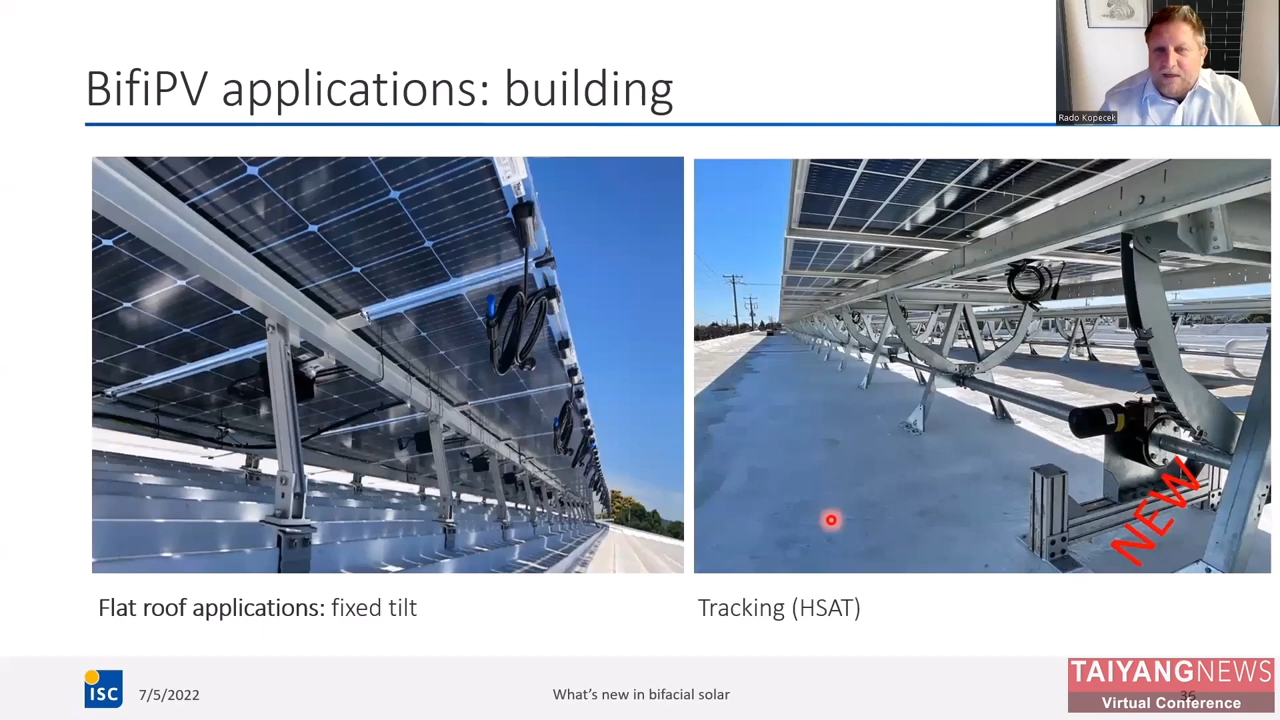 BifiPV applications: building
Rado Kopecek
NEW
Flat roof applications: fixed tilt
Tracking (HSAT)
ISC
7/5/2022
What's new in bifacial solar
35
TAIYANGNEWS
Virtual Conference